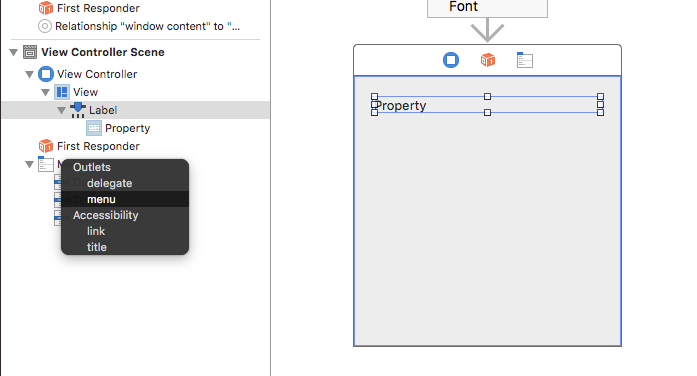 First Responder
Relationship "window content" to "...
View Controller Scene
View Controller
View
Label
Property
First Responder
Outlets
delegate
menu
Accessibility
link
title
Font
Property